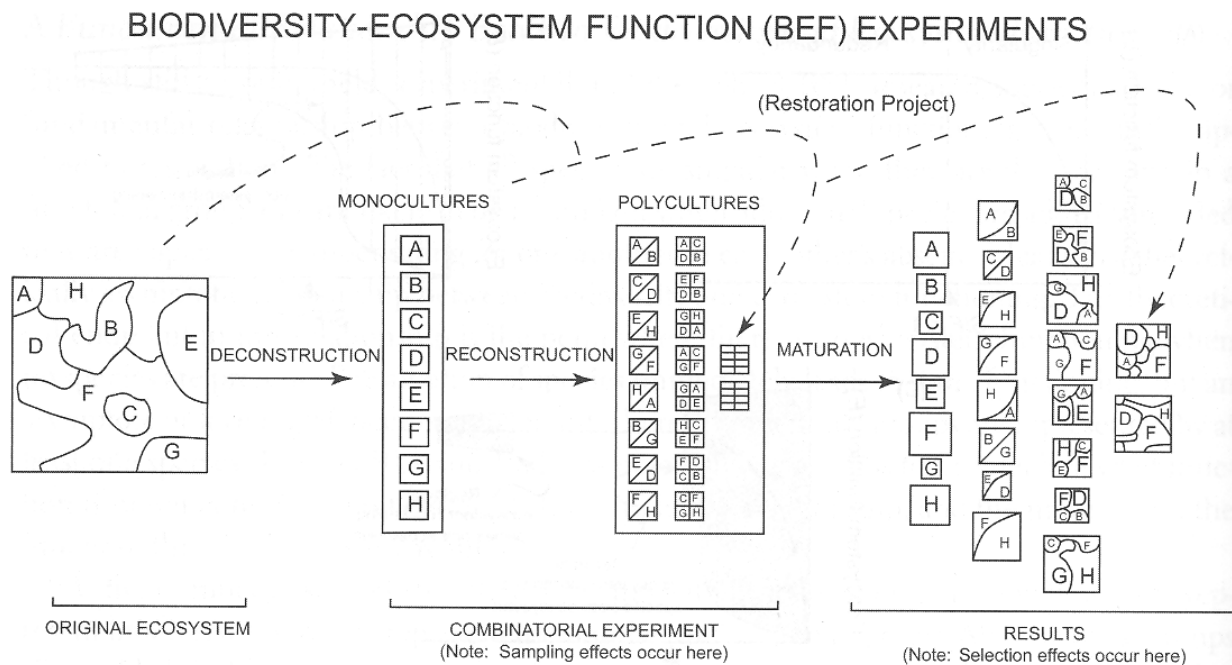 BIODIVERSITY-ECOSYSTEM FUNCTION (BEF) EXPERIMENTS
(Restoration Project)
A
H
B
D
E
F
C
G
ORIGINAL ECOSYSTEM
DECONSTRUCTION
MONOCULTURES
A
B
C
D
E
F
G
H
RECONSTRUCTION
POLYCULTURES
A B
C D
E H
G F
H A
B G
E D
F H
A C
D B
E F
D B
G H
D A
A C
G F
G A
D E
H C
E F
F D
C B
C F
G H
COMBINATORIAL EXPERIMENT
(Note: Sampling effects occur here)
MATURATION
A
B
C
D
E
F
G
H
A
B
C
D
E
H
G
F
H
A
B
G
E
D
F
H
A C
D B
E F
D B
G H
D A
A C
G F
G A
D E
H C
E F
F D
C B
C F
G H
D H
A F
D H
F
RESULTS
(Note: Selection effects occur here)